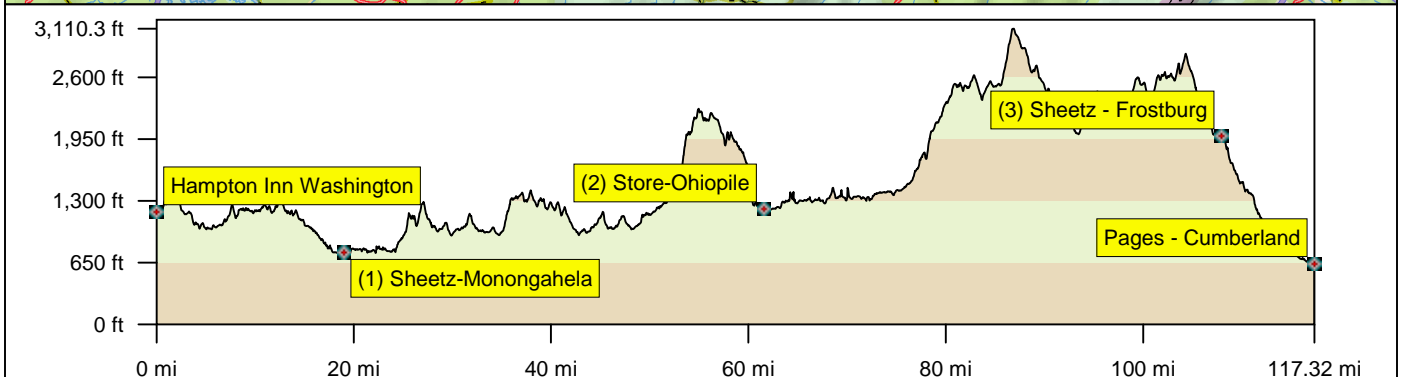 3,110.3 ft
2,600 ft
1,950 ft
1,300 ft
650 ft
0 ft
Hampton Inn Washington
(1) Sheetz-Monongahela
(2) Store-Ohiopile
(3) Sheetz - Frostburg
Pages - Cumberland
0 mi
20 mi
40 mi
60 mi
80 mi
100 mi
117.32 mi